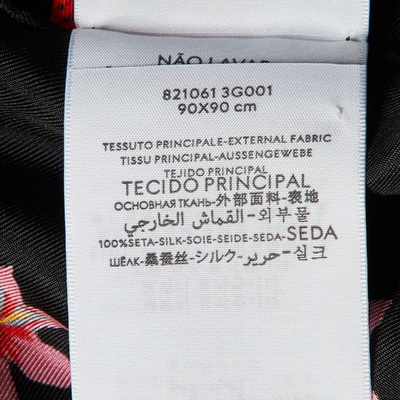 NÃO LAVAR
821061 3G001
90X90 cm
TESSUTO PRINCIPALE-EXTERNAL FABRIC
TISSU PRINCIPAL-AUSSENGEWEBE
TEJIDO PRINCIPAL
TECIDO PRINCIPAL
ОСНОВНАЯ ТКАНЬ-外部面料-表地
القماش الخارجي-외부물
100%SETA-SILK-SOIE-SEIDE-SEDA-SEDA
ШЁЛК-桑蚕丝-シルク-حرير-실크